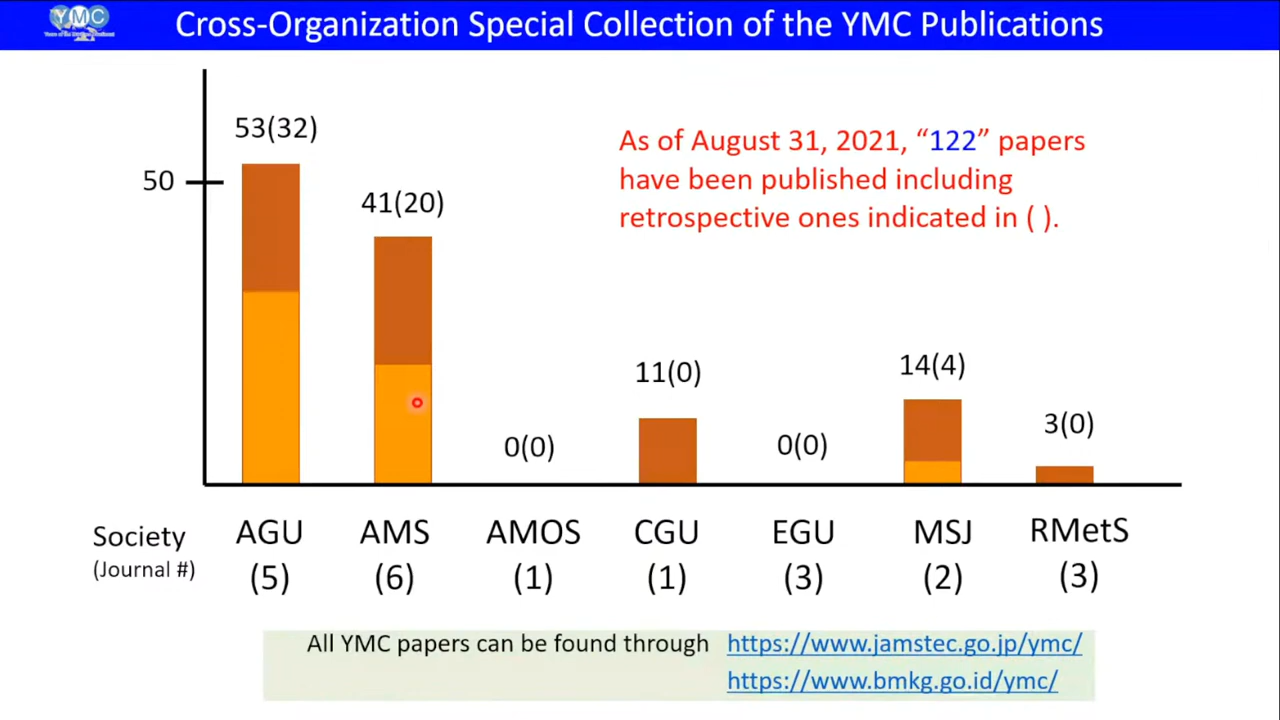 YMC
Cross-Organization Special Collection of the YMC Publications
53(32)
50
41(20)
As of August 31, 2021, “122” papers
have been published including
retrospective ones indicated in ( ).
0(0)
11(0)
0(0)
14(4)
3(0)
Society
(Journal #)
AGU
(5)
AMS
(6)
AMOS
(1)
CGU
(1)
EGU
(3)
MSJ
(2)
RMetS
(3)
All YMC papers can be found through https://www.jamstec.go.jp/ymc/
https://www.bmkg.go.id/ymc/